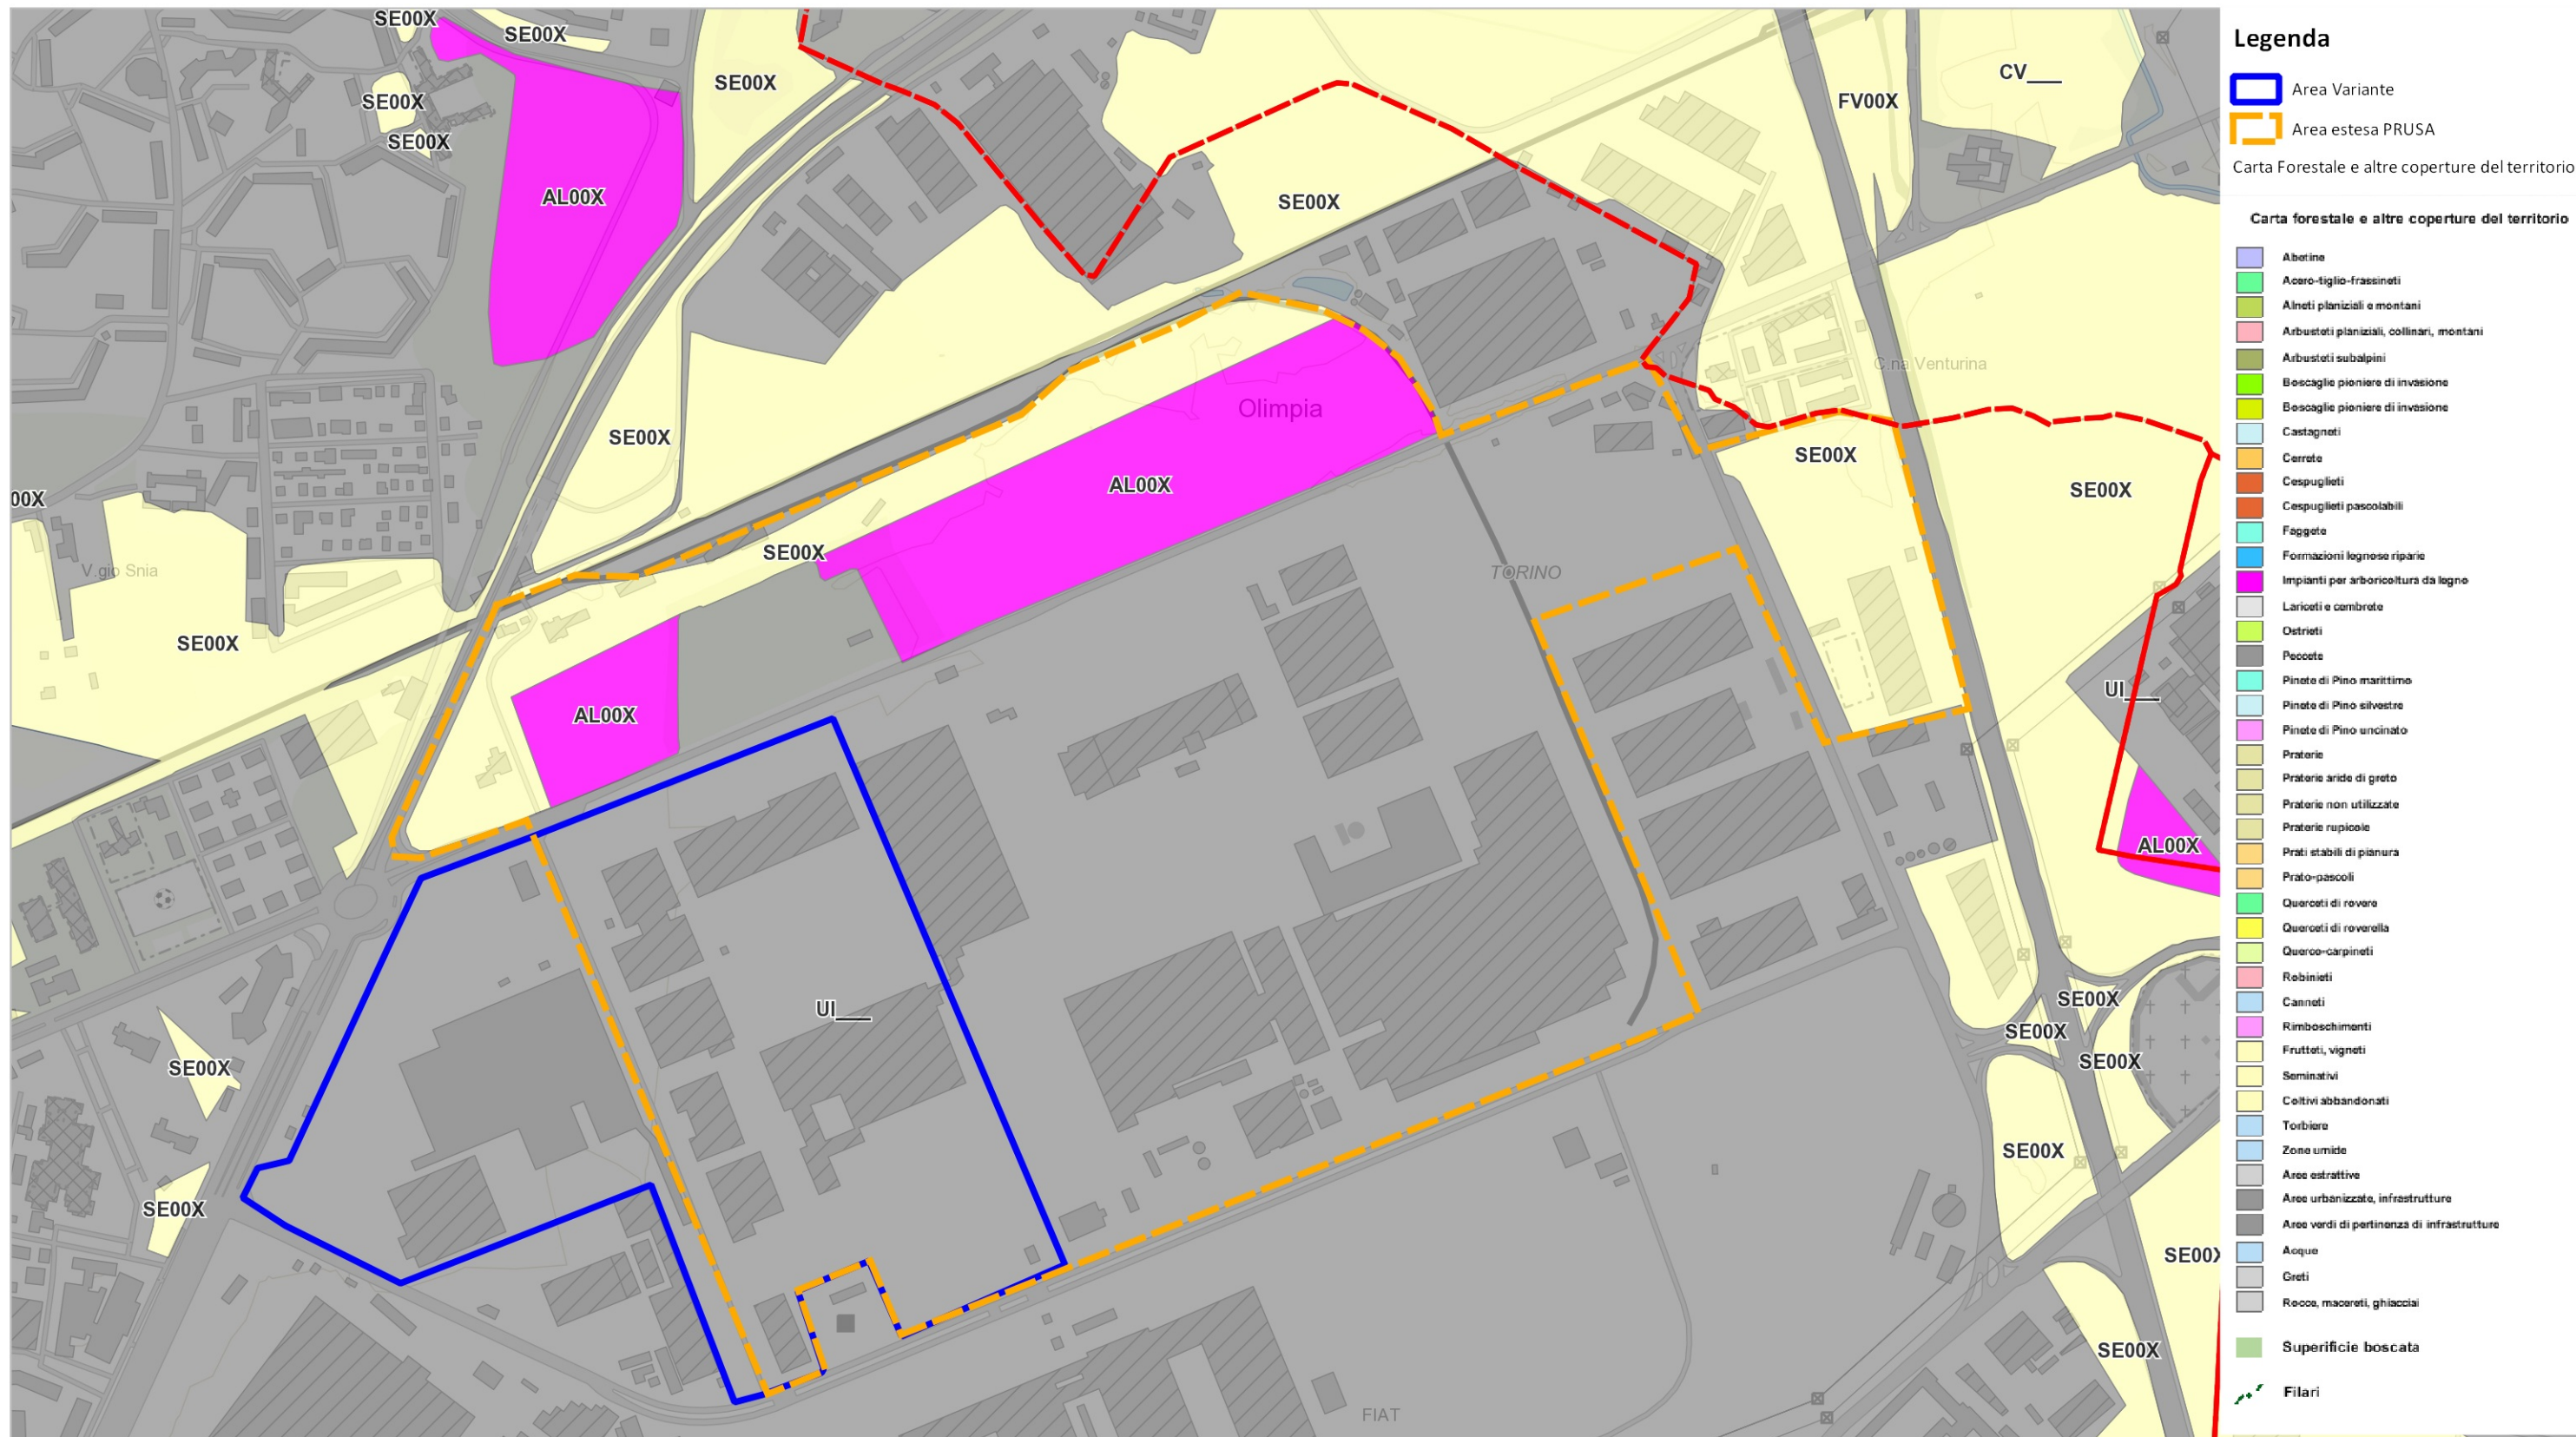 SE00X
SE00X
SE00X
SE00X
SE00X
AL00X
CV___
FV00X
SE00X
Olimpia
C.na Venturina
SE00X
SE00X
SE00X
00X
AL00X
SE00X
V.gio Snia
TORINO
SE00X
AL00X
UI___
AL00X
UI___
SE00X
SE00X
SE00X
SE00X
SE00X
SE00X
SE00X
SE00X
FIAT
Legenda
Area Variante
Area estesa PRUSA
Carta Forestale e altre coperture del territorio
Carta forestale e altre coperture del territorio
Abetine
Acero-tiglio-frassineti
Alneti planiziali e montani
Arbusteti planiziali, collinari, montani
Arbusteti subalpini
Boscaglie pioniere di invasione
Boscaglie pioniere di invasione
Castagneti
Cerrete
Cespuglieti
Cespuglieti pascolabili
Faggete
Formazioni legnose riparie
Impianti per arboricoltura da legno
Lariceti e cembrete
Ostrieti
Peccete
Pinete di Pino marittimo
Pinete di Pino silvestre
Pinete di Pino uncinato
Praterie
Praterie aride di greto
Praterie non utilizzate
Praterie rupicole
Prati stabili di pianura
Prato-pascoli
Querceti di rovere
Querceti di roverella
Querco-carpineti
Robinieti
Canneti
Rimboschimenti
Frutteti, vigneti
Seminativi
Coltivi abbandonati
Torbiere
Zone umide
Aree estrattive
Aree urbanizzate, infrastrutture
Aree verdi di pertinenza di infrastrutture
Acque
Greti
Rocce, macereti, ghiacciai
Superificie boscata
Filari